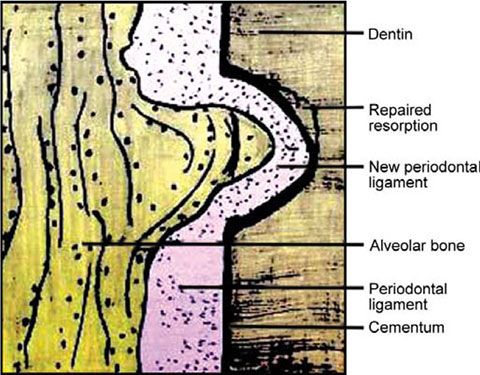 Dentin
Repaired
resorption
New periodontal
ligament
Alveolar bone
Periodontal
ligament
Cementum